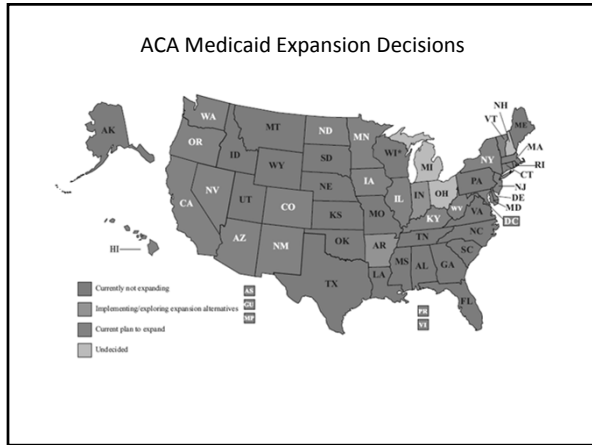 ACA Medicaid Expansion Decisions
NH
VT
WA
ME
AK
MT
ND
MN
MA
OR
ID
SD
WI*
NY
RI
WY
MI
CT
IA
PA
NJ
NE
NV
OH
DE
IL
IN
MD
UT
CO
WV
CA
VA
DC
KS
MO
KY
NC
TN
AZ
OK
AR
SC
NM
HI
MS
AL
GA
LA
TX
FL
Currently not expanding
AS
Implementing/exploring expansion alternatives
GU
PR
MP
VI
Current plan to expand
Undecided